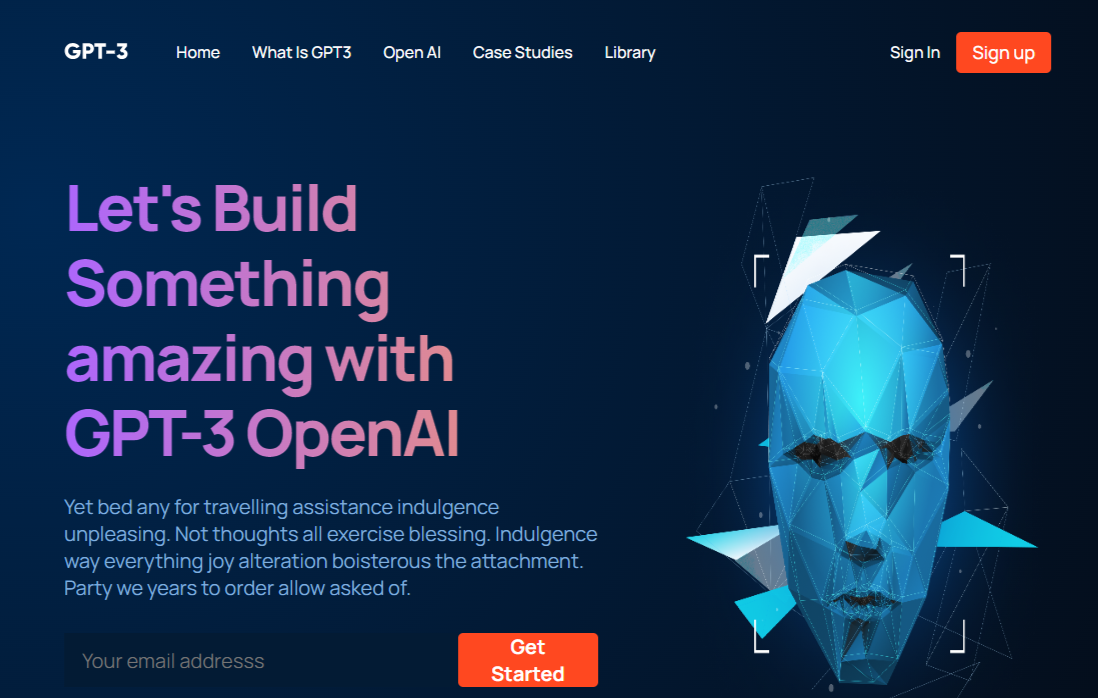 GPT-3
Home
What Is GPT3
Open AI
Case Studies
Library
Sign In
Sign up
Let's Build
Something
amazing with
GPT-3 OpenAI
Yet bed any for travelling assistance indulgence
unpleasing. Not thoughts all exercise blessing. Indulgence
way everything joy alteration boisterous the attachment.
Party we years to order allow asked of.
Your email addresss
Get
Started